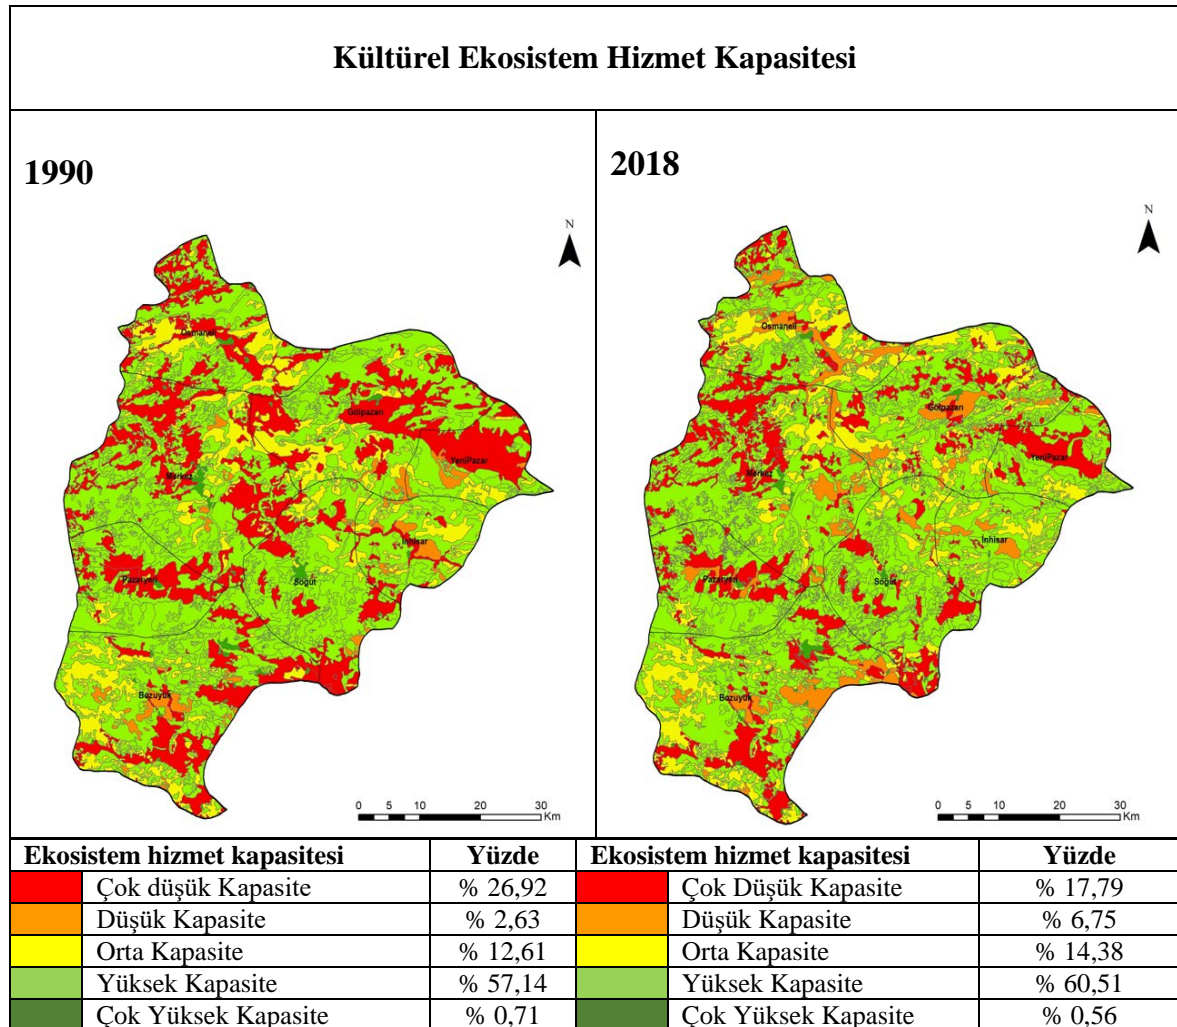 Kültürel Ekosistem Hizmet Kapasitesi
1990
N
Osmaneli
Gölpazarı
YeniPazar
Merkez
İnhisar
Pazaryeri
Söğüt
Bozüyük
0 5 10 20 30
Km
2018
N
Osmaneli
Gölpazarı
YeniPazar
Merkez
İnhisar
Pazaryeri
Söğüt
Bozüyük
0 5 10 20 30
Km
Ekosistem hizmet kapasitesi Yüzde Ekosistem hizmet kapasitesi Yüzde
Çok düşük Kapasite % 26,92 Çok Düşük Kapasite % 17,79
Düşük Kapasite % 2,63 Düşük Kapasite % 6,75
Orta Kapasite % 12,61 Orta Kapasite % 14,38
Yüksek Kapasite % 57,14 Yüksek Kapasite % 60,51
Çok Yüksek Kapasite % 0,71 Çok Yüksek Kapasite % 0,56